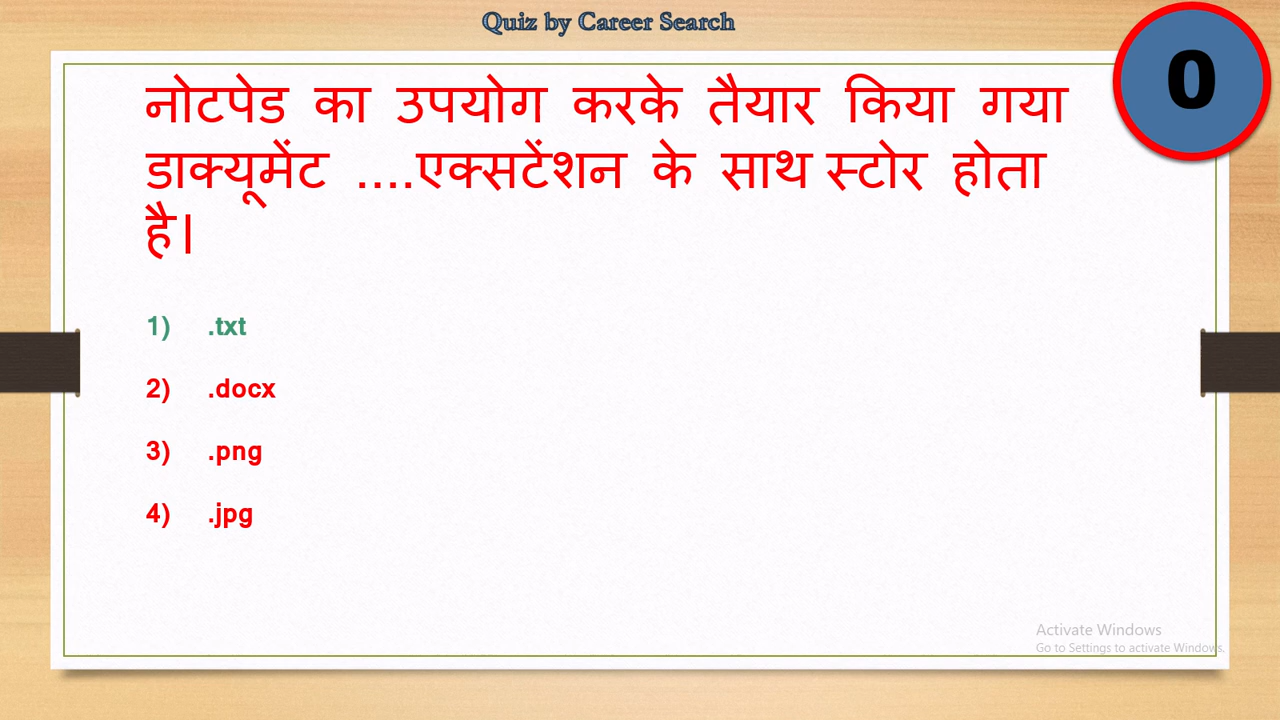 Quiz by Career Search
0
नोटपेड का उपयोग करके तैयार किया गया
डाक्यूमेंट ....एक्सटेंशन के साथ स्टोर होता
है।
1) .txt
2) .docx
3) .png
4) .jpg
Activate Windows
Go to Settings to activate Windows.